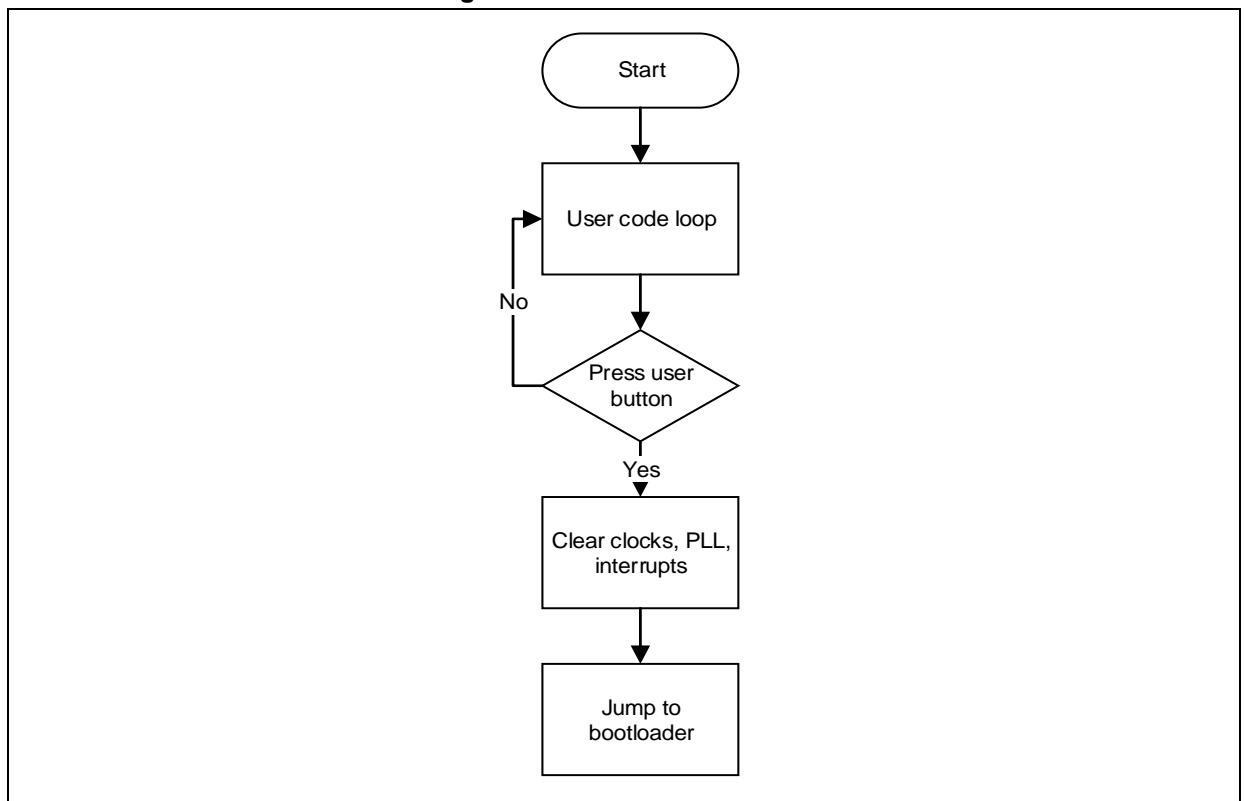 Start
User code loop
No
Press user
button
Yes
Clear clocks, PLL,
interrupts
Jump to
bootloader